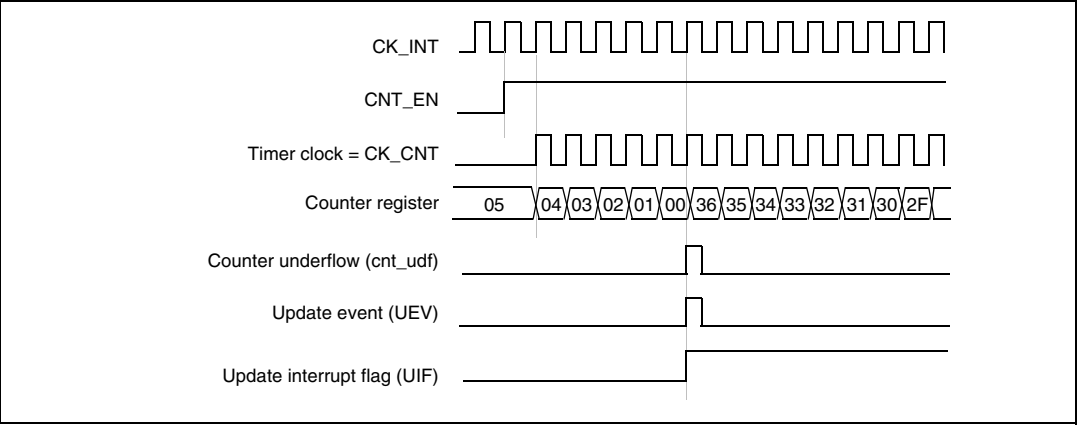 CK_INT
CNT_EN
Timer clock = CK_CNT
Counter register 05 04 03 02 01 00 36 35 34 33 32 31 30 2F
Counter underflow (cnt_udf)
Update event (UEV)
Update interrupt flag (UIF)